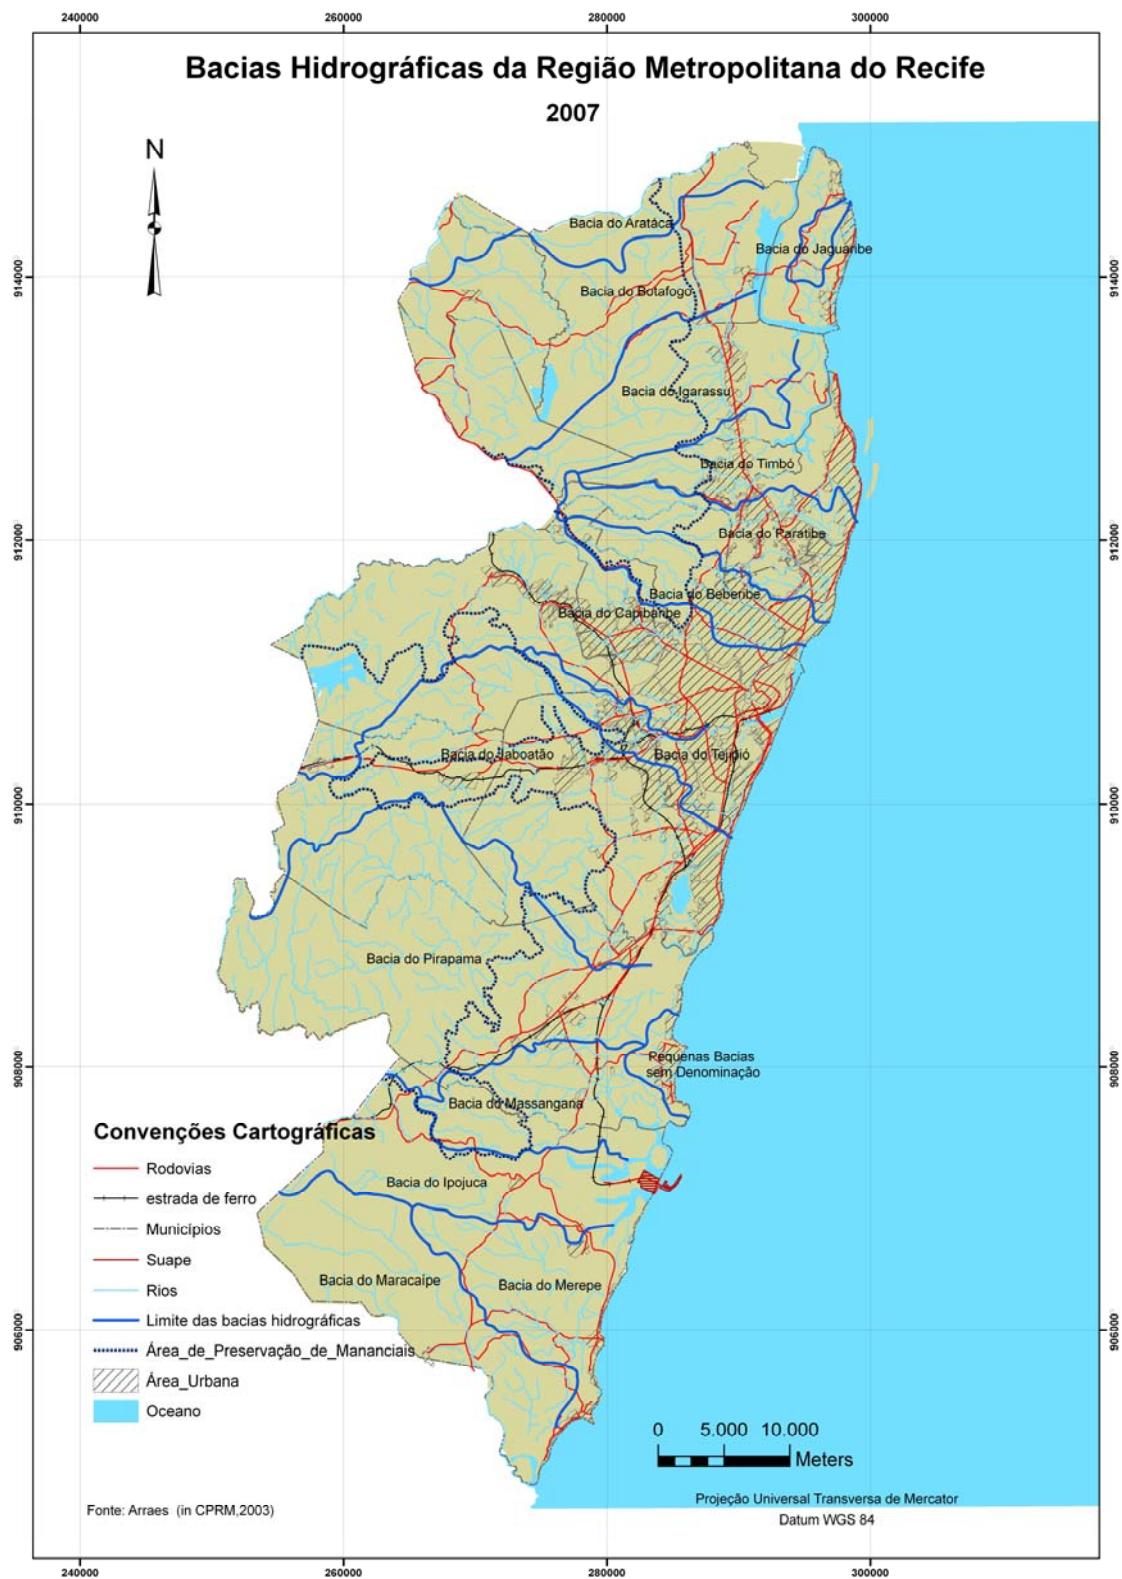 240000 260000 280000 300000
Bacias Hidrográficas da Região Metropolitana do Recife
2007
N
Bacia do Arataca
Bacia do Jaguaribe
914000 914000
Bacia do Botafogo
Bacia do Igarassu
Bacia do Timbó
912000 912000
Bacia do Paratibe
Bacia do Beberibe
Bacia do Capibaribe
Bacia do Jaboatão
Bacia do Tejipió
910000 910000
Bacia do Pirapama
908000 908000
Pequenas Bacias
sem Denominação
Bacia do Massangana
Convenções Cartográficas
Rodovias
estrada de ferro
Municípios
Suape
Rios
Limite das bacias hidrográficas
Área_de_Preservação_de_Mananciais
Área_Urbana
Oceano
Bacia do Ipojuca
Bacia do Maracaípe
Bacia do Merepe
906000 906000
0 5.000 10.000
Meters
Fonte: Arraes (in CPRM,2003)
Projeção Universal Transversa de Mercator
Datum WGS 84
240000 260000 280000 300000